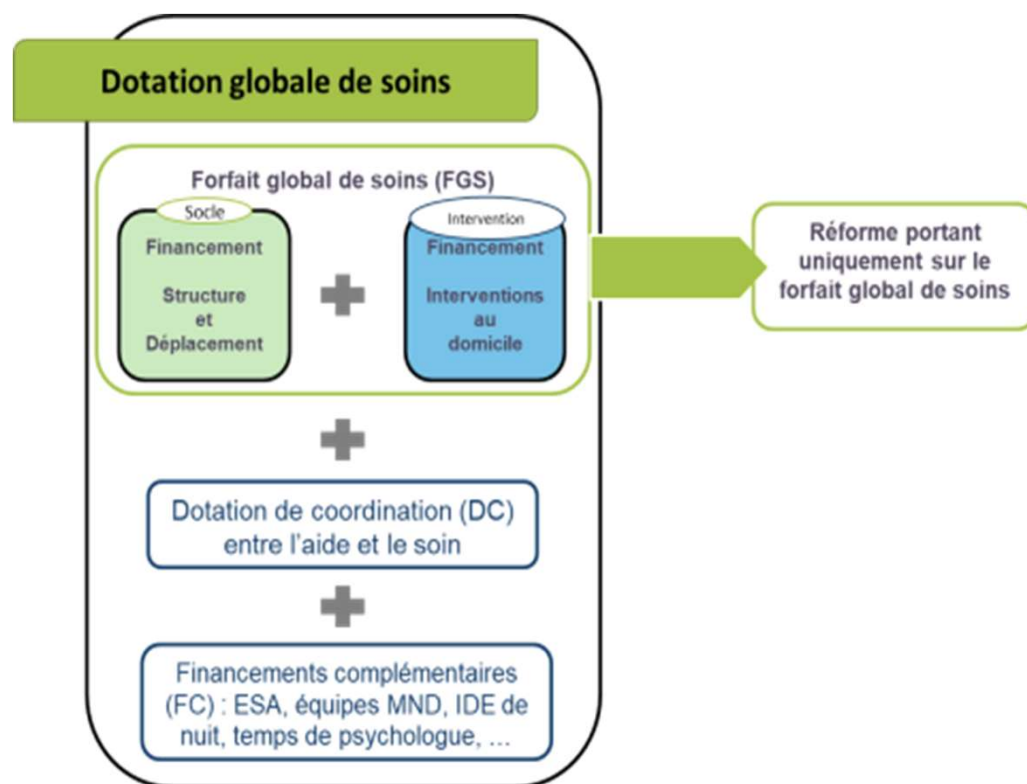 Dotation globale de soins
Forfait global de soins (FGS)
Socle
Financement
Structure
et
Déplacement
Intervention
Financement
Interventions
au
domicile
Réforme portant
uniquement sur le
forfait global de soins
Dotation de coordination (DC)
entre l'aide et le soin
Financements complémentaires
(FC) : ESA, équipes MND, IDE de
nuit, temps de psychologue, ...